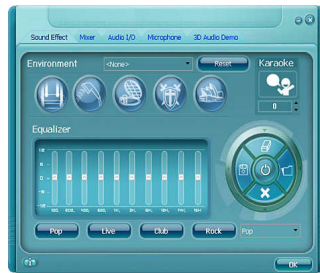 Sound Effect Mixer Audio I/O Microphone 3D Audio Demo
Environment <None> Reset Karaoke
0
Equalizer
Pop Live Club Rock Pop
OK